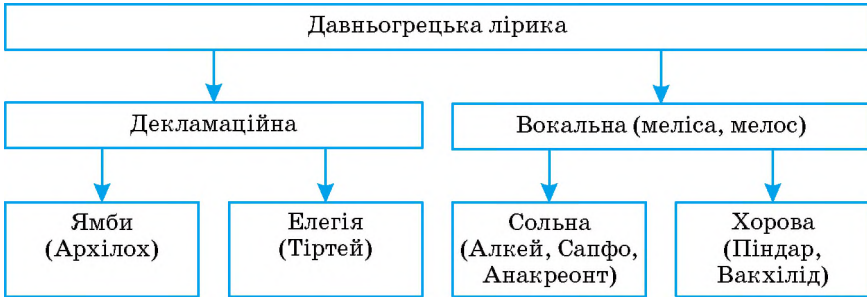 Давньогрецька лірика
Декламаційна
Вокальна (меліса, мелос)
Ямби
(Архілох)
Елегія
(Тіртей)
Сольна
(Алкей, Сапфо,
Анакреонт)
Хорова
(Піндар,
Вакхілід)